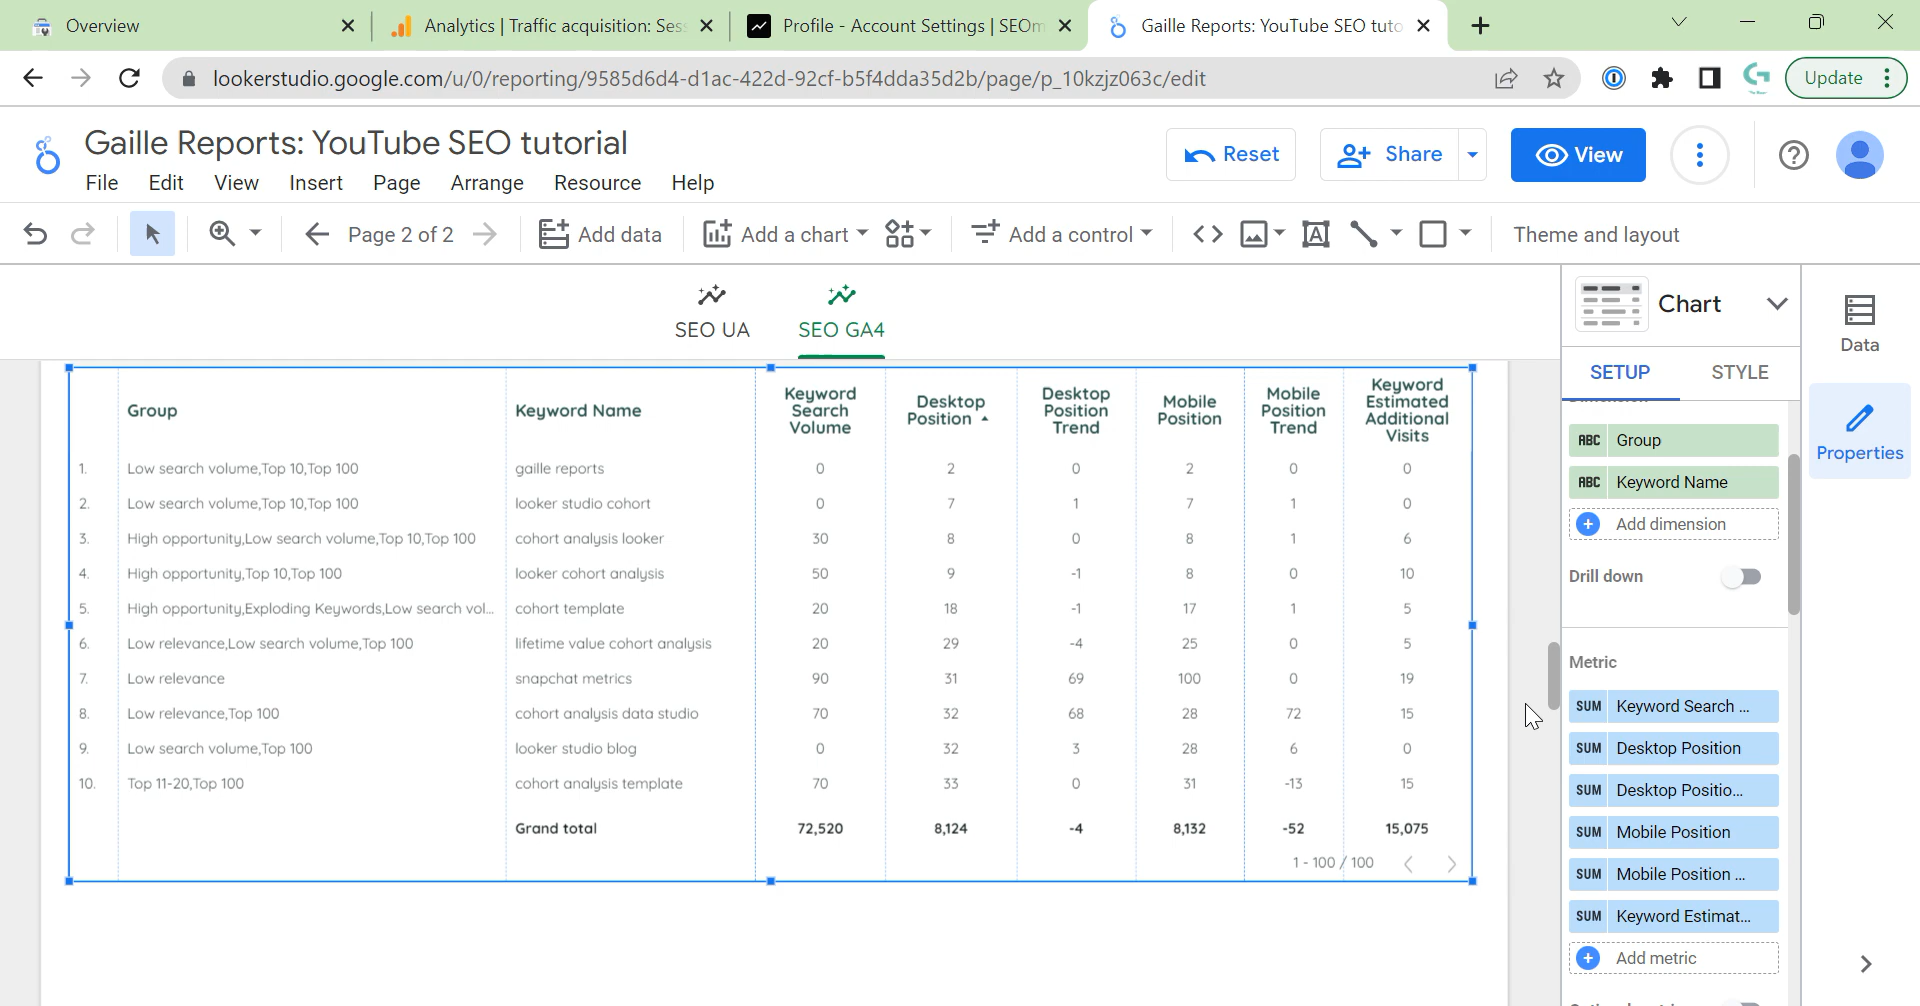 Overview
Analytics | Traffic acquisition: Ses
Profile - Account Settings | SEOm
Gaille Reports: YouTube SEO tuto
lookerstudio.google.com/u/0/reporting/9585d6d4-d1ac-422d-92cf-b5f4dda35d2b/page/p_10kzjz063c/edit
Update
Gaille Reports: YouTube SEO tutorial
Reset
Share
View
File Edit View Insert Page Arrange Resource Help
Page 2 of 2
Add data
Add a chart
Add a control
Theme and layout
SEO UA
SEO GA4
Group Keyword Name Keyword Search Volume Desktop Position Desktop Position Trend Mobile Position Mobile Position Trend Keyword Estimated Additional Visits
1. Low search volume,Top 10,Top 100 gaille reports 0 2 0 2 0 0
2. Low search volume,Top 10,Top 100 looker studio cohort 0 7 1 7 1 0
3. High opportunity,Low search volume,Top 10,Top 100 cohort analysis looker 30 8 0 8 1 6
4. High opportunity,Top 10,Top 100 looker cohort analysis 50 9 -1 8 0 10
5. High opportunity,Exploding Keywords,Low search vol... cohort template 20 18 -1 17 1 5
6. Low relevance,Low search volume,Top 100 lifetime value cohort analysis 20 29 -4 25 0 5
7. Low relevance snapchat metrics 90 31 69 100 0 19
8. Low relevance,Top 100 cohort analysis data studio 70 32 68 28 72 15
9. Low search volume,Top 100 looker studio blog 0 32 3 28 6 0
10. Top 11-20,Top 100 cohort analysis template 70 33 0 31 -13 15
Grand total 72,520 8,124 -4 8,132 -52 15,075
1 - 100 / 100
Chart
SETUP STYLE
ABC Group
ABC Keyword Name
Add dimension
Drill down
Metric
SUM Keyword Search ...
SUM Desktop Position
SUM Desktop Positio...
SUM Mobile Position
SUM Mobile Position ...
SUM Keyword Estimat...
Add metric
Data
Properties